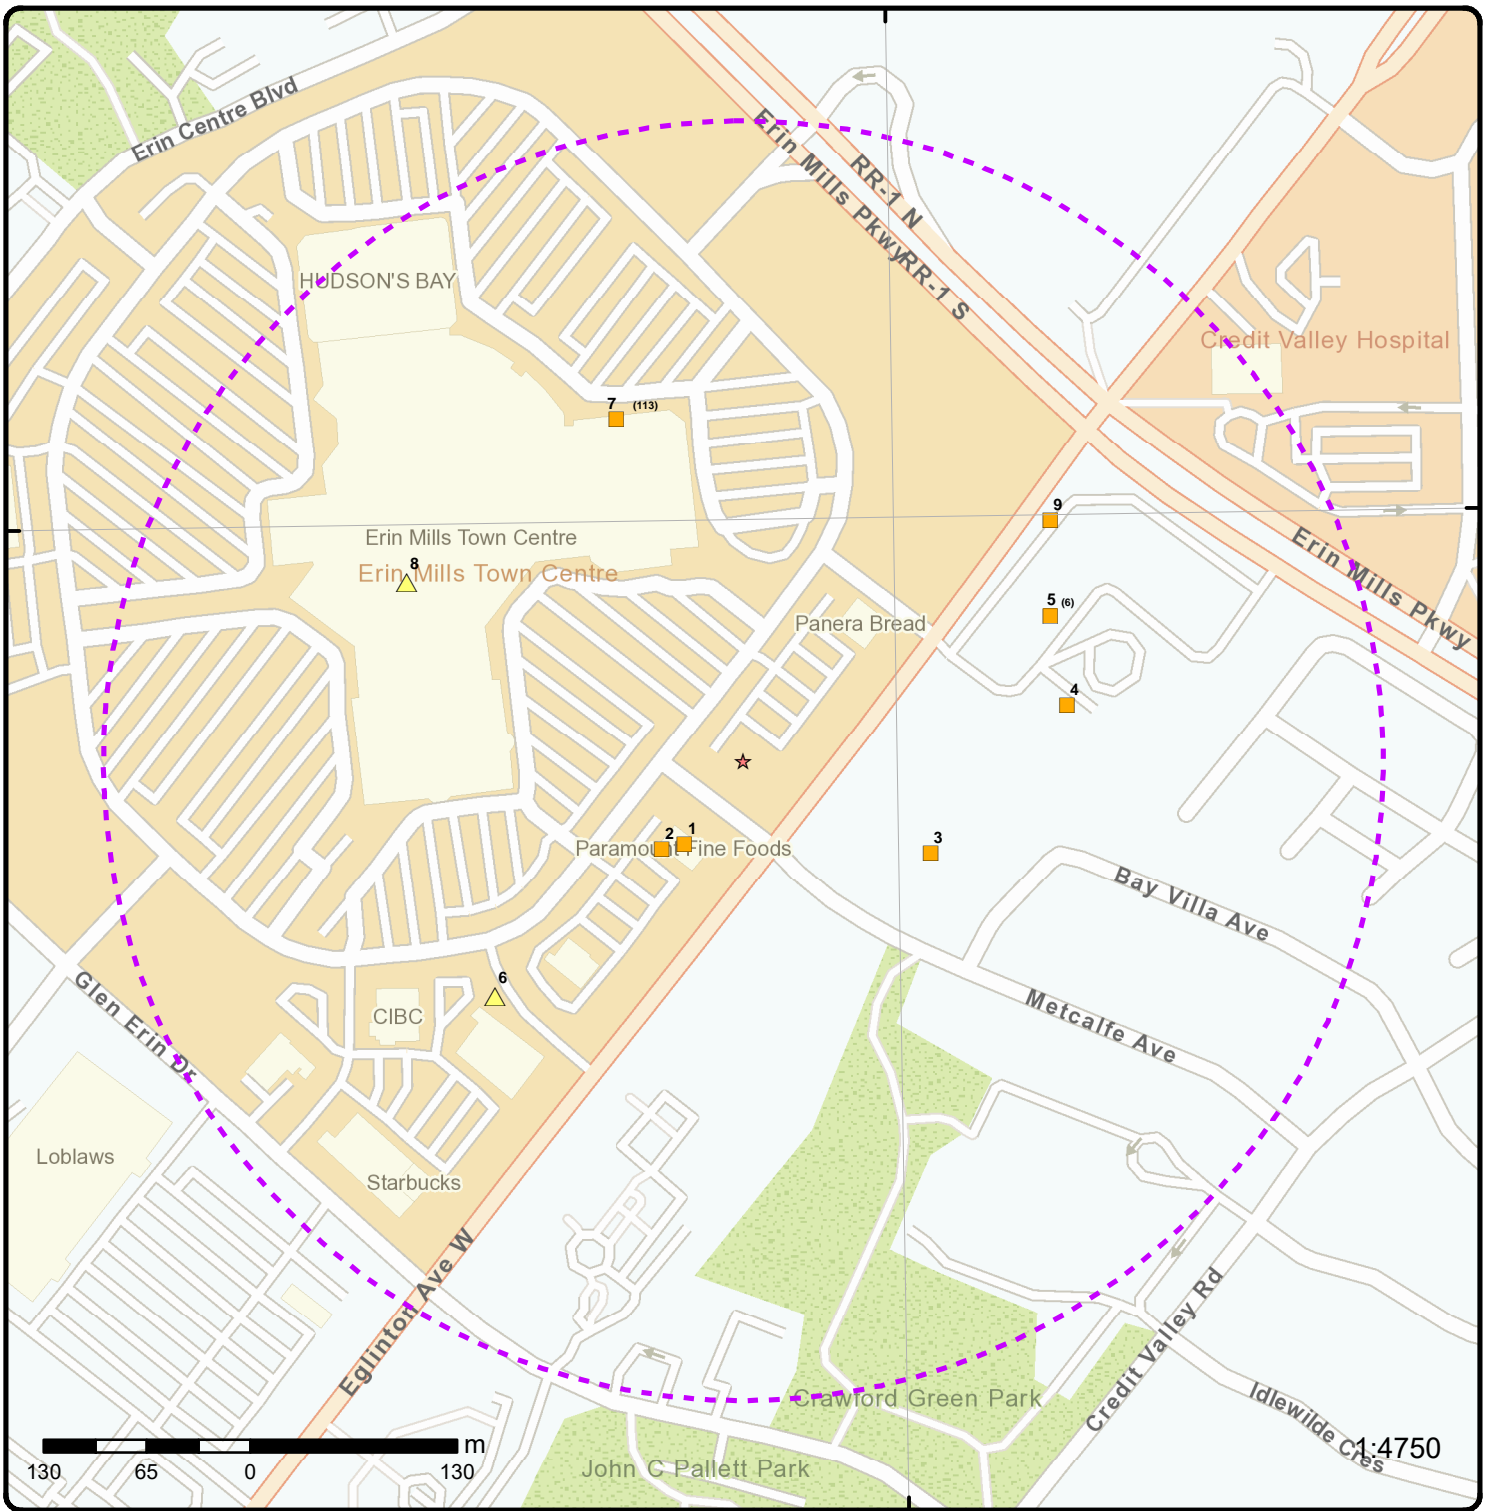 Erin Centre Blvd
Erin Mills Pkwy
RR-1 N
RR-1 S
HUDSON'S BAY
Credit Valley Hospital
7 (113)
9
Erin Town Centre
Erin Mills Town Centre
8
Erin Mills Pkwy
5 (6)
Panera Bread
4
1
2
3
Paramount Fine Foods
Bay Villa Ave
6
Glen Erin Dr
CIBC
Metcalfe Ave
Loblaws
Starbucks
Eglinton Ave W
Credit Valley Rd
Crawford Green Park
Idlewilde Cres
1:4750
John C Pallett Park
m
130 65 0 130